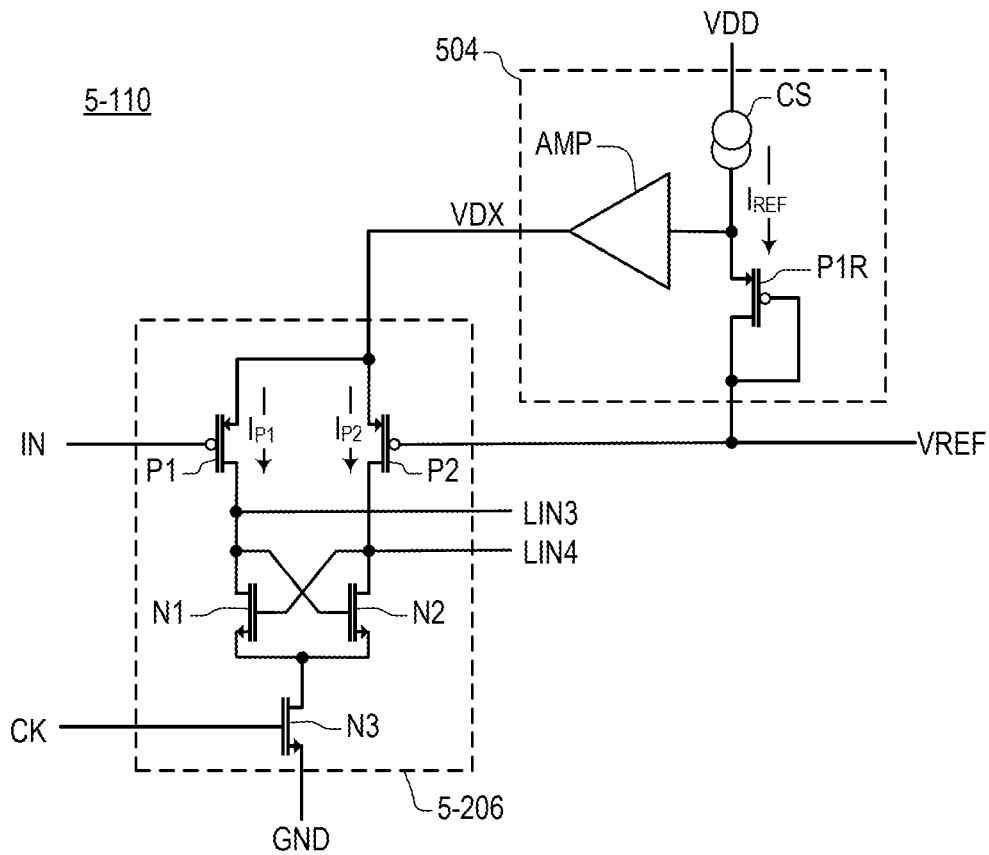 VDD
504
CS
5-110
AMP
IREF
VDX
P1R
IP1
IP2
IN
P1
P2
VREF
LIN3
LIN4
N1
N2
N3
CK
5-206
GND